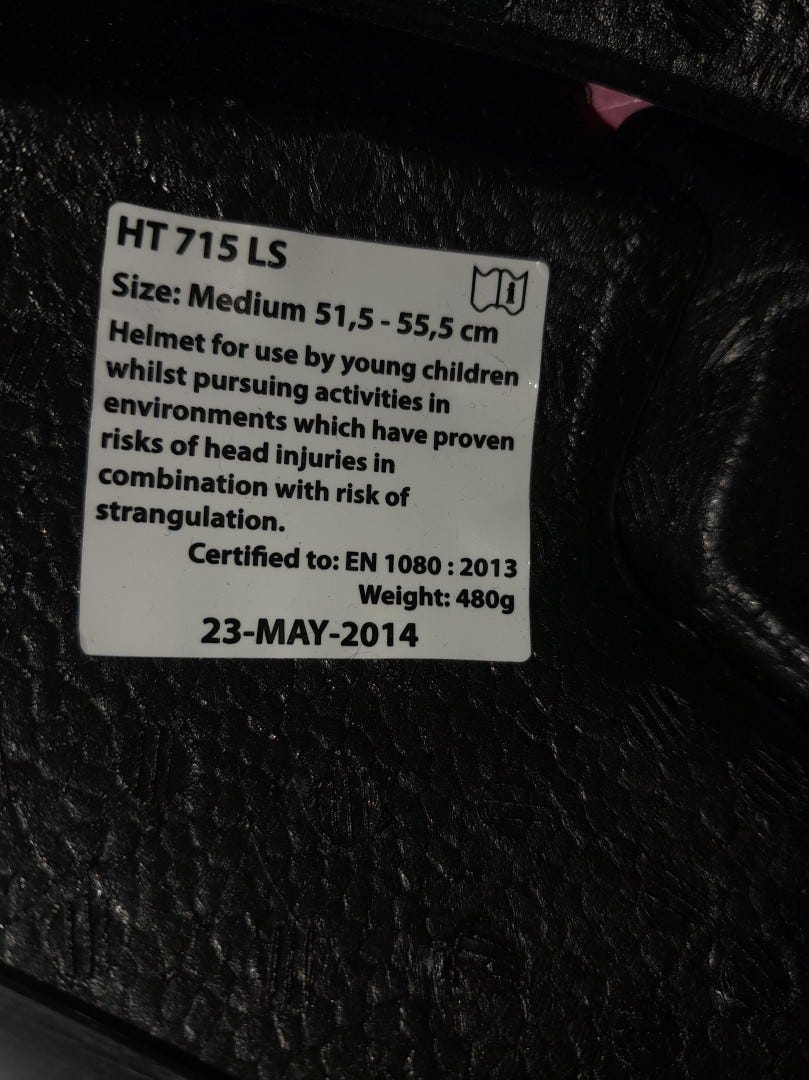 HT 715 LS
Size: Medium 51,5 - 55,5 cm
Helmet for use by young children
whilst pursuing activities in
environments which have proven
risks of head injuries in
combination with risk of
strangulation.
Certified to: EN 1080 : 2013
Weight: 480g
23-MAY-2014